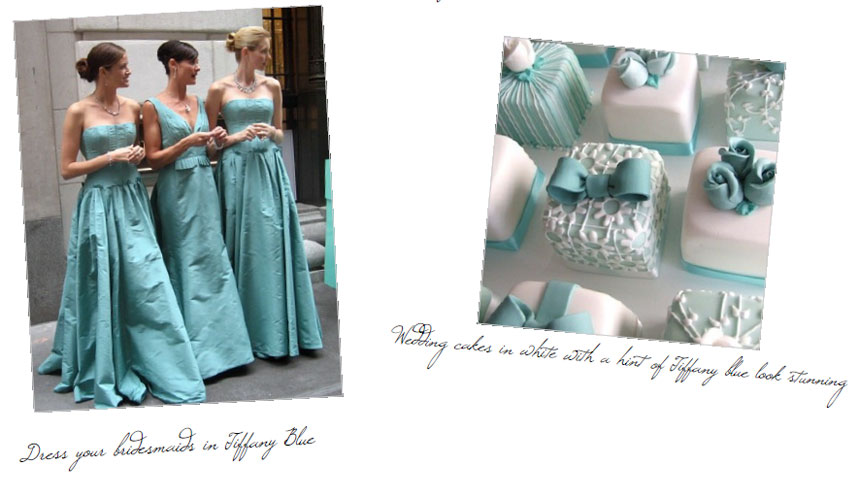 Dress your bridesmaids in Tiffany Blue
Wedding cakes in white with a hint of Tiffany blue look stunning